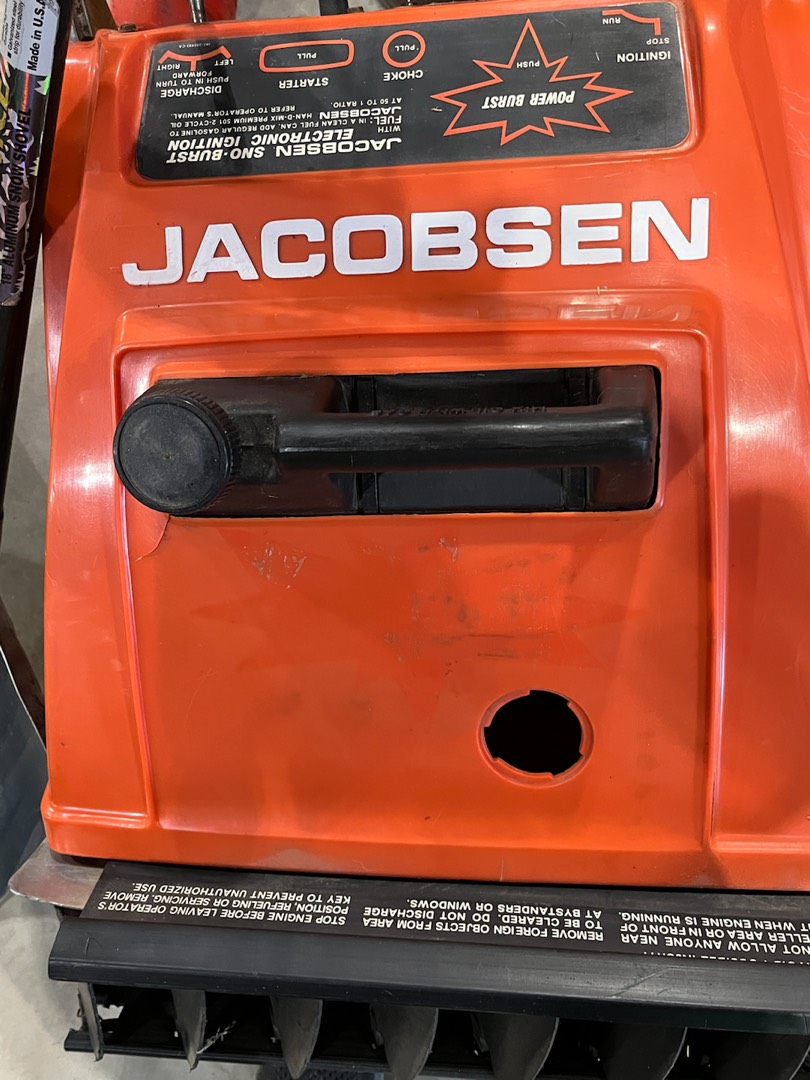 Made in U.S.A
18" ALUMINUM SNOW SHOVEL
JACOBSEN SNO-BURST
WITH ELECTRONIC IGNITION
FUEL: IN A CLEAN FUEL CAN, ADD REGULAR GASOLINE TO
JACOBSEN HAN-D-MIX PREMIUM 501 2-CYCLE OIL
AT 50 TO 1 RATIO. REFER TO OPERATOR'S MANUAL.
IGNITION
STOP
RUN
PUSH
POWER BURST
CHOKE
PULL
STARTER
PULL
DISCHARGE
PUSH IN TO TURN
FORWARD
LEFT
RIGHT
JACOBSEN
NOT ALLOW ANYONE NEAR
PELLER AREA OR IN FRONT OF
IT WHEN ENGINE IS RUNNING.
REMOVE FOREIGN OBJECTS FROM AREA
TO BE CLEARED. DO NOT DISCHARGE
AT BYSTANDERS OR WINDOWS.
STOP ENGINE BEFORE LEAVING OPERATOR'S
POSITION, REFUELING OR SERVICING, REMOVE
KEY TO PREVENT UNAUTHORIZED USE.